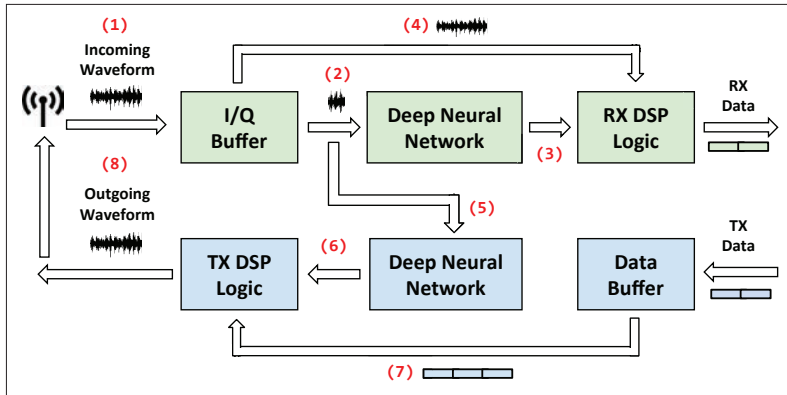 (1)
Incoming
Waveform
(2)
(4)
I/Q
Buffer
Deep Neural
Network
(3)
RX DSP
Logic
RX
Data
(8)
Outgoing
Waveform
(5)
(6)
TX DSP
Logic
Deep Neural
Network
Data
Buffer
TX
Data
(7)